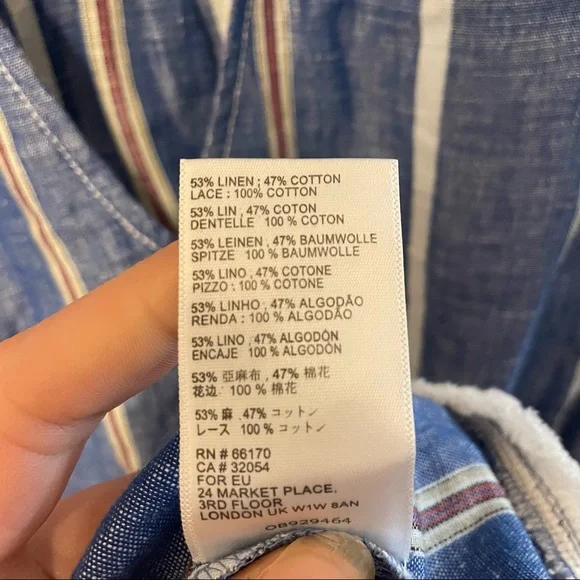 53% LINEN ; 47% COTTON
LACE : 100% COTTON
53% LIN , 47% COTON
DENTELLE 100 % COTON
53% LEINEN , 47% BAUMWOLLE
SPITZE 100 % BAUMWOLLE
53% LINO , 47% COTONE
PIZZO : 100 % COTONE
53% LINHO , 47% ALGODÃO
RENDA : 100 % ALGODÃO
53% LINO , 47% ALGODÓN
ENCAJE 100 % ALGODÓN
53% 亞麻布 , 47% 棉花
花边: 100 % 棉花
53% 麻 , 47% コットン
レース 100 % コットン
RN # 66170
CA # 32054
FOR EU
24 MARKET PLACE,
3RD FLOOR
LONDON UK W1W 8AN
OB929464